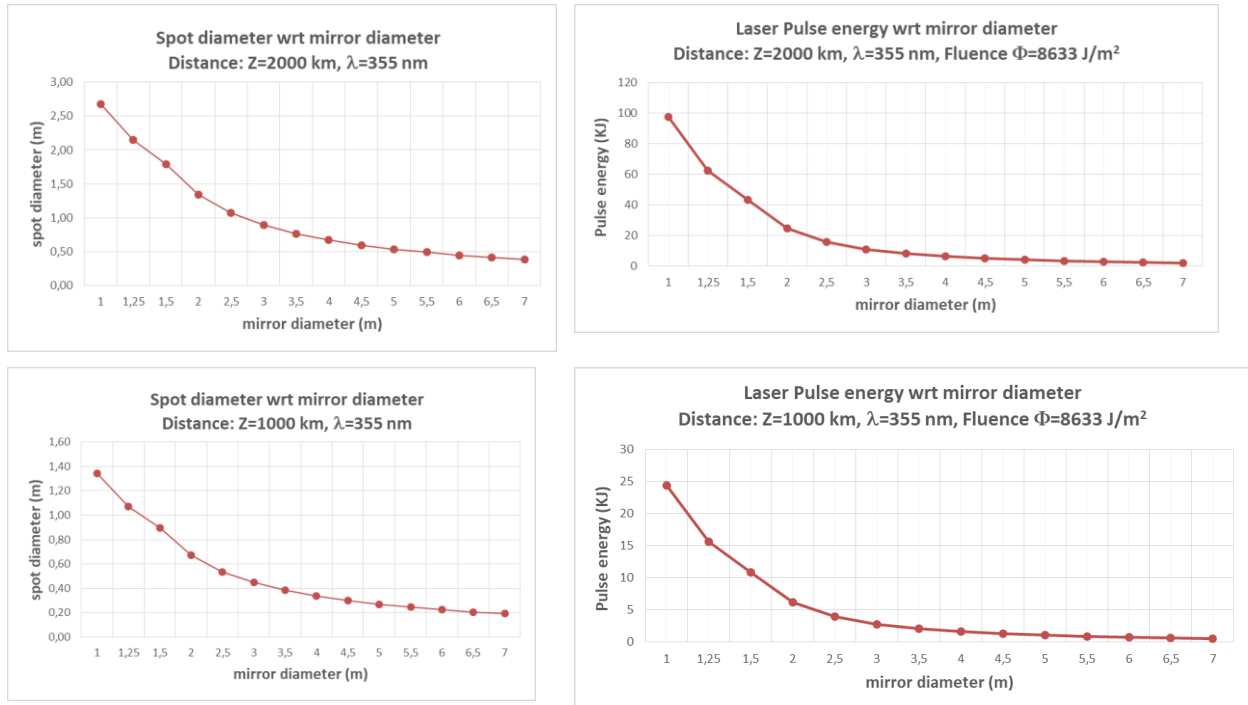 Spot diameter wrt mirror diameter
Distance: Z=2000 km, λ=355 nm
3,00
2,50
2,00
1,50
1,00
0,50
0,00
spot diameter (m)
1 1,25 1,5 2 2,5 3 3,5 4 4,5 5 5,5 6 6,5 7
mirror diameter (m)
Laser Pulse energy wrt mirror diameter
Distance: Z=2000 km, λ=355 nm, Fluence Φ=8633 J/m²
120
100
80
60
40
20
0
Pulse energy (KJ)
1 1,25 1,5 2 2,5 3 3,5 4 4,5 5 5,5 6 6,5 7
mirror diameter (m)
Spot diameter wrt mirror diameter
Distance: Z=1000 km, λ=355 nm
1,60
1,40
1,20
1,00
0,80
0,60
0,40
0,20
0,00
spot diameter (m)
1 1,25 1,5 2 2,5 3 3,5 4 4,5 5 5,5 6 6,5 7
mirror diameter (m)
Laser Pulse energy wrt mirror diameter
Distance: Z=1000 km, λ=355 nm, Fluence Φ=8633 J/m²
30
25
20
15
10
5
0
Pulse energy (KJ)
1 1,25 1,5 2 2,5 3 3,5 4 4,5 5 5,5 6 6,5 7
mirror diameter (m)